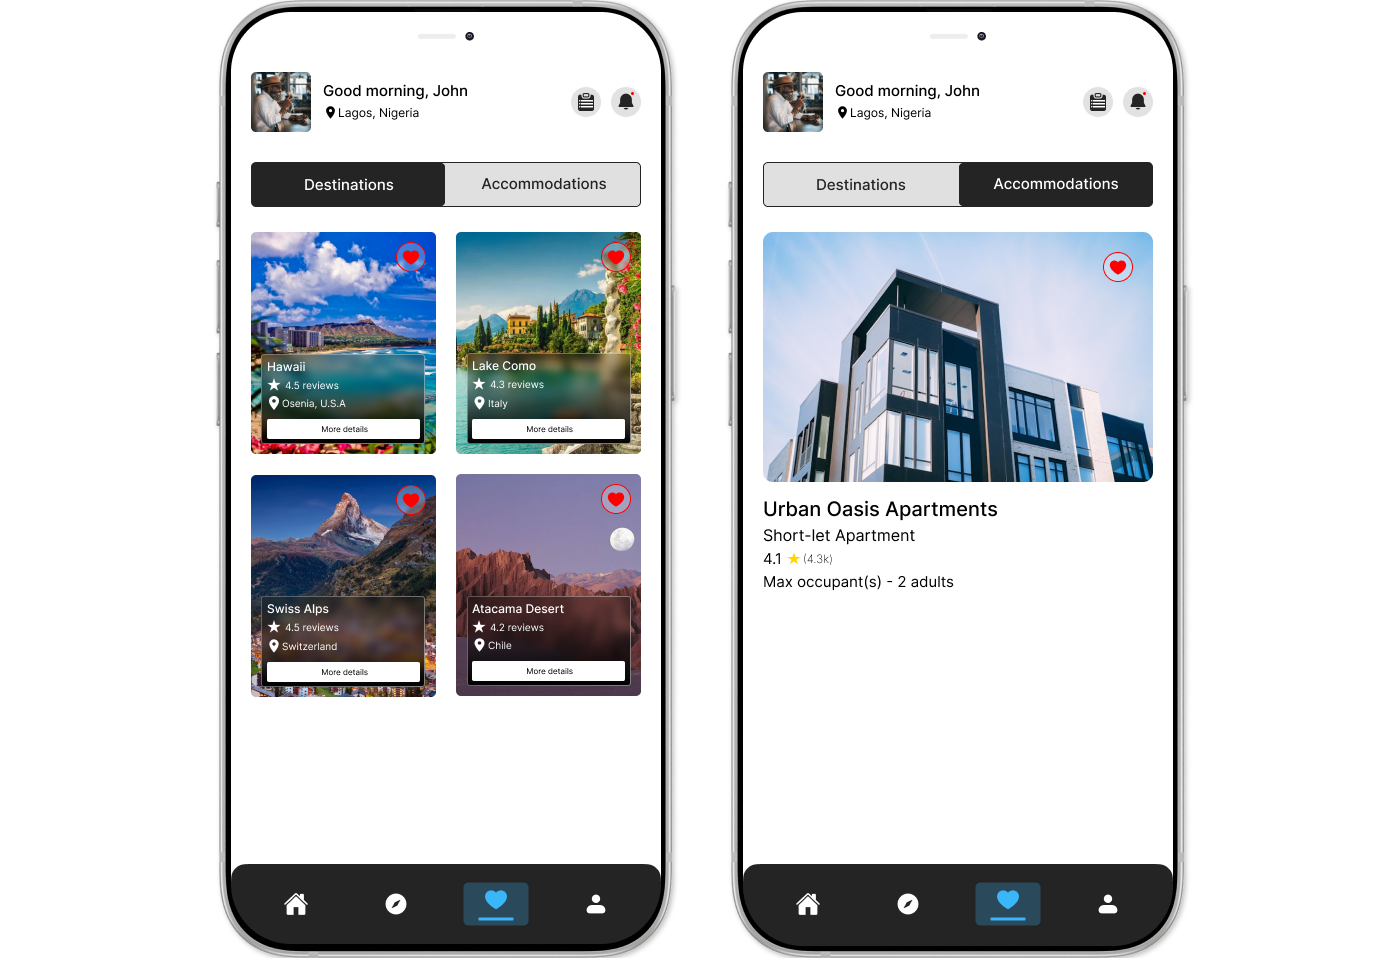 Good morning, John
Lagos, Nigeria
Destinations
Accommodations
Hawaii
4.5 reviews
Osenia, U.S.A
More details
Lake Como
4.3 reviews
Italy
More details
Swiss Alps
4.5 reviews
Switzerland
More details
Atacama Desert
4.2 reviews
Chile
More details
Good morning, John
Lagos, Nigeria
Destinations
Accommodations
Urban Oasis Apartments
Short-let Apartment
4.1 (4.3k)
Max occupant(s) - 2 adults